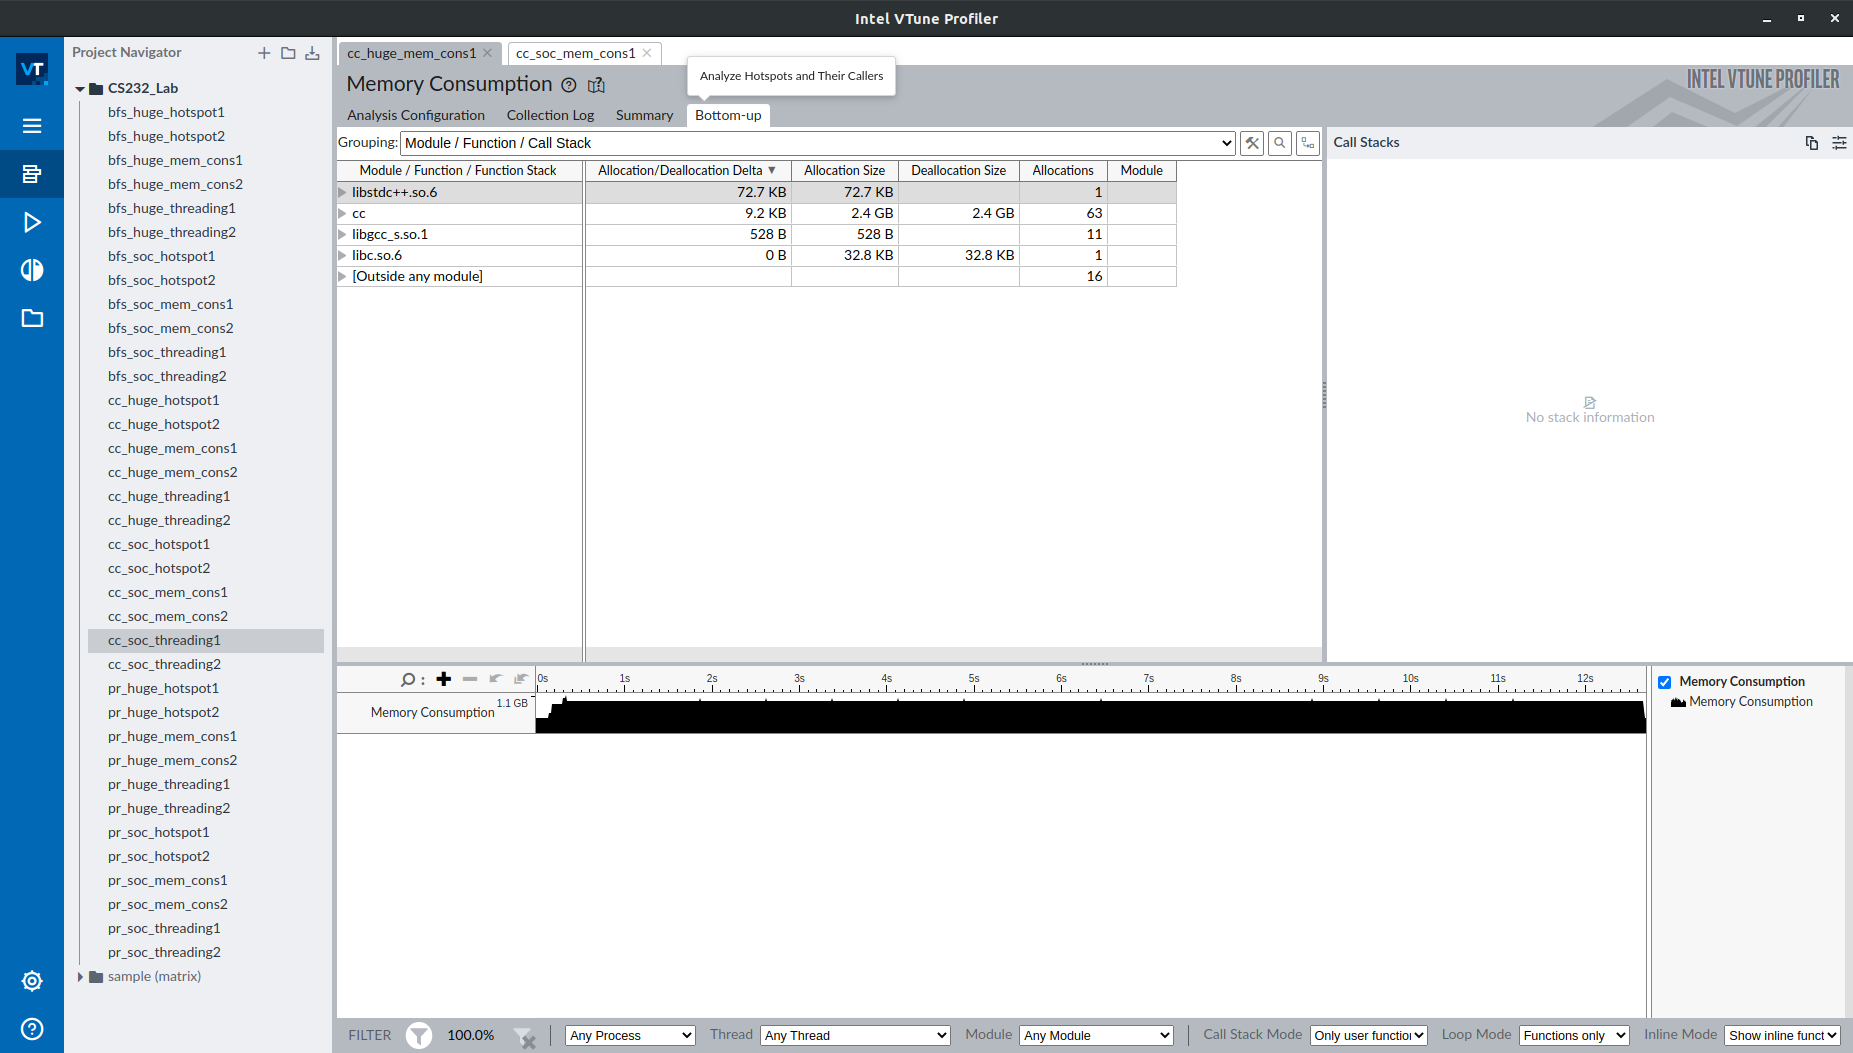 Intel VTune Profiler
VT
Project Navigator
CS232_Lab
bfs_huge_hotspot1
bfs_huge_hotspot2
bfs_huge_mem_cons1
bfs_huge_mem_cons2
bfs_huge_threading1
bfs_huge_threading2
bfs_soc_hotspot1
bfs_soc_hotspot2
bfs_soc_mem_cons1
bfs_soc_mem_cons2
bfs_soc_threading1
bfs_soc_threading2
cc_huge_hotspot1
cc_huge_hotspot2
cc_huge_mem_cons1
cc_huge_mem_cons2
cc_huge_threading1
cc_huge_threading2
cc_soc_hotspot1
cc_soc_hotspot2
cc_soc_mem_cons1
cc_soc_mem_cons2
cc_soc_threading1
cc_soc_threading2
pr_huge_hotspot1
pr_huge_hotspot2
pr_huge_mem_cons1
pr_huge_mem_cons2
pr_huge_threading1
pr_huge_threading2
pr_soc_hotspot1
pr_soc_hotspot2
pr_soc_mem_cons1
pr_soc_mem_cons2
pr_soc_threading1
pr_soc_threading2
sample (matrix)
cc_huge_mem_cons1 cc_soc_mem_cons1
Memory Consumption
Analyze Hotspots and Their Callers
INTEL VTUNE PROFILER
Analysis Configuration Collection Log Summary Bottom-up
Grouping: Module / Function / Call Stack
Module / Function / Function Stack Allocation/Deallocation Delta Allocation Size Deallocation Size Allocations Module
libstdc++.so.6 72.7 KB 72.7 KB 1
cc 9.2 KB 2.4 GB 2.4 GB 63
libgcc_s.so.1 528 B 528 B 11
libc.so.6 0 B 32.8 KB 32.8 KB 1
[Outside any module] 16
Call Stacks
No stack information
0s 1s 2s 3s 4s 5s 6s 7s 8s 9s 10s 11s 12s
1.1 GB
Memory Consumption
Memory Consumption
Memory Consumption
FILTER 100.0% Any Process Thread Any Thread Module Any Module Call Stack Mode Only user function Loop Mode Functions only Inline Mode Show inline funct